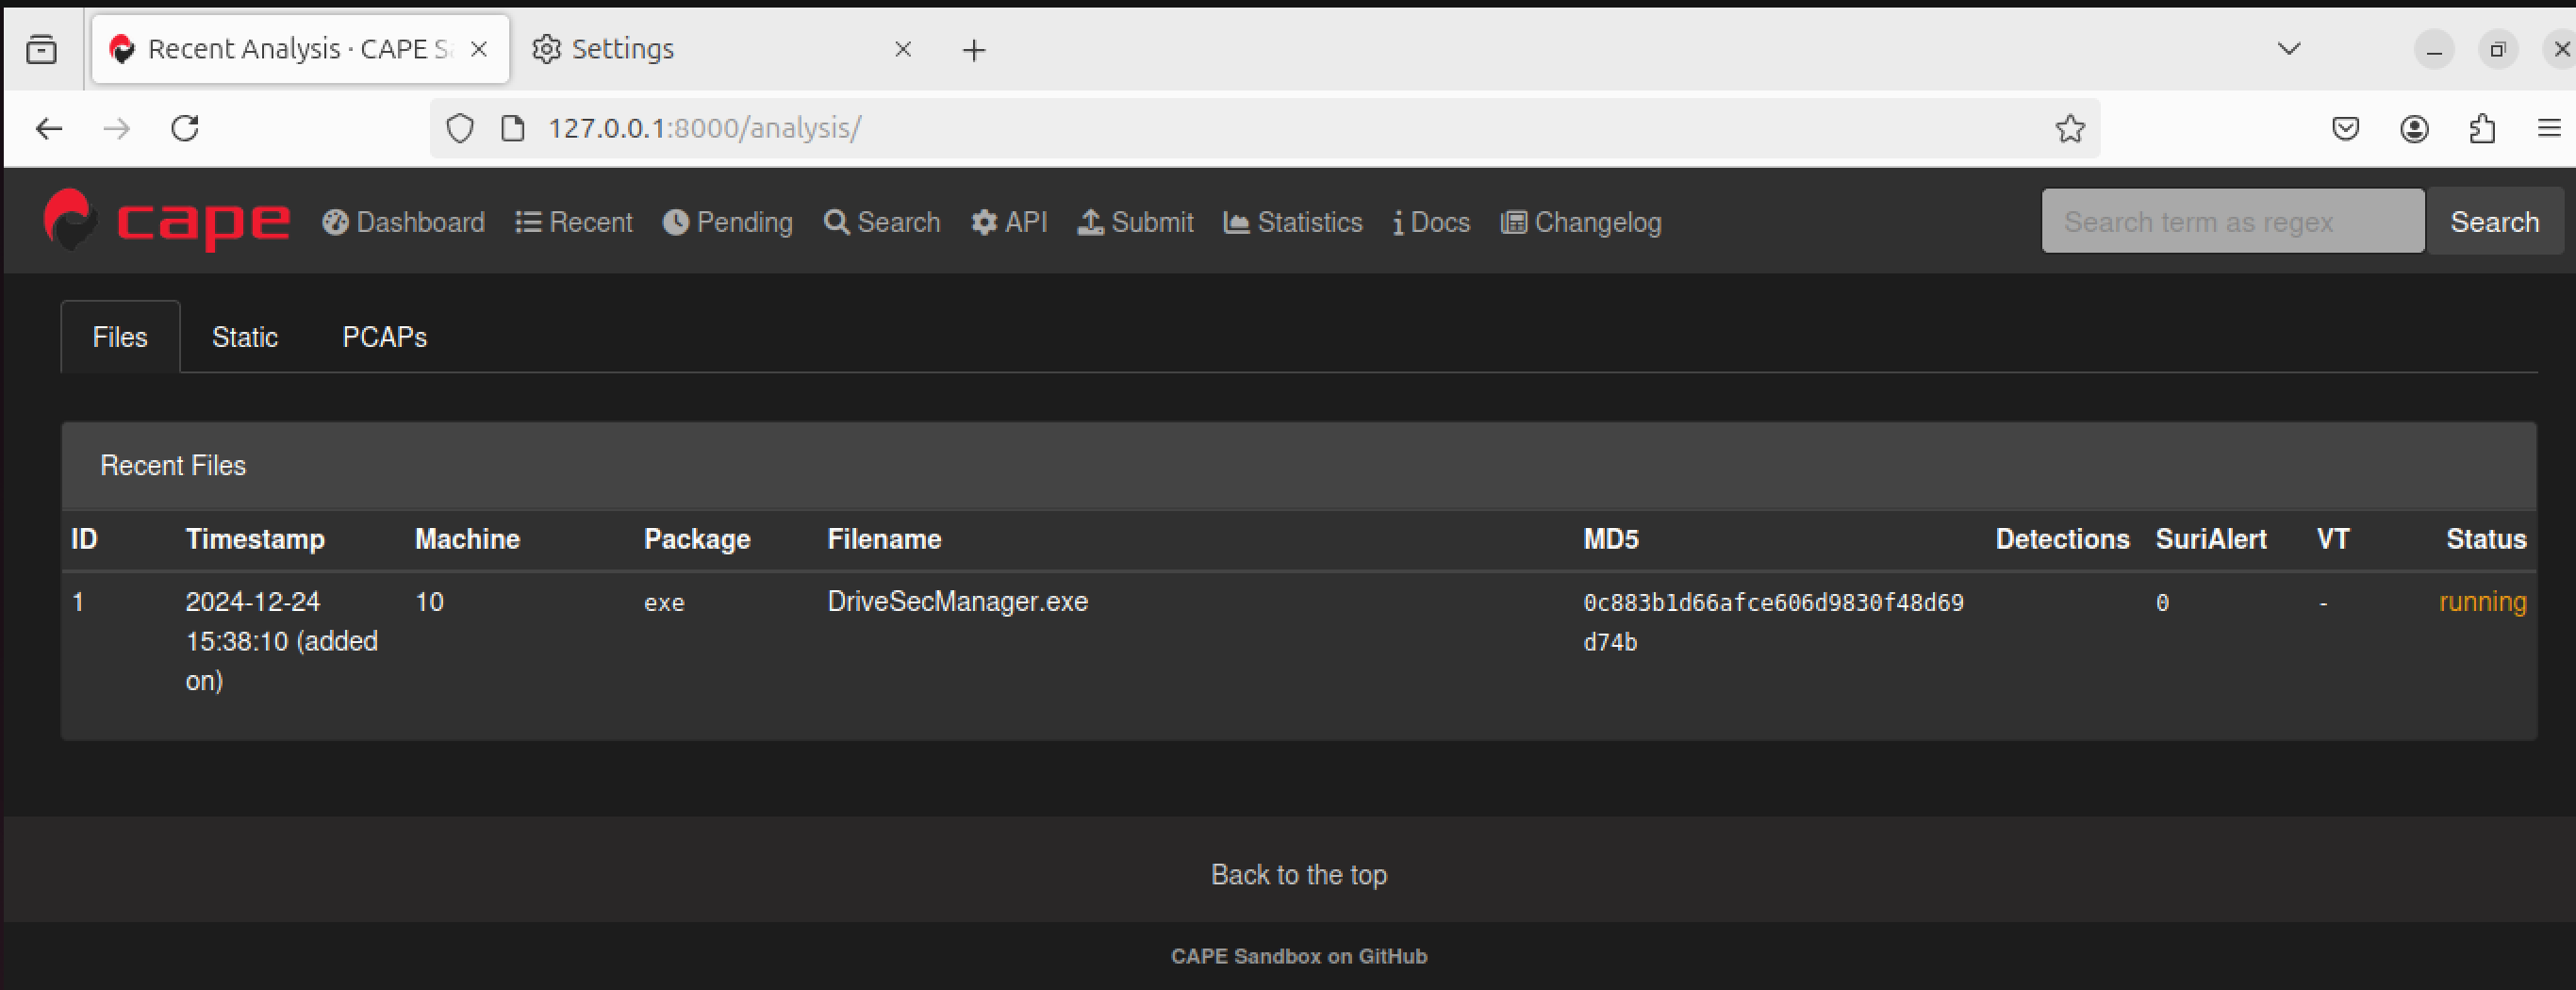 Recent Analysis · CAPE S
Settings
127.0.0.1:8000/analysis/
cape
Dashboard
Recent
Pending
Search
API
Submit
Statistics
Docs
Changelog
Search term as regex
Search
Files
Static
PCAPs
Recent Files
ID Timestamp Machine Package Filename MD5 Detections SuriAlert VT Status
1 2024-12-24 10 exe DriveSecManager.exe 0c883b1d66afce606d9830f48d69 0 - running
15:38:10 (added d74b
on)
Back to the top
CAPE Sandbox on GitHub